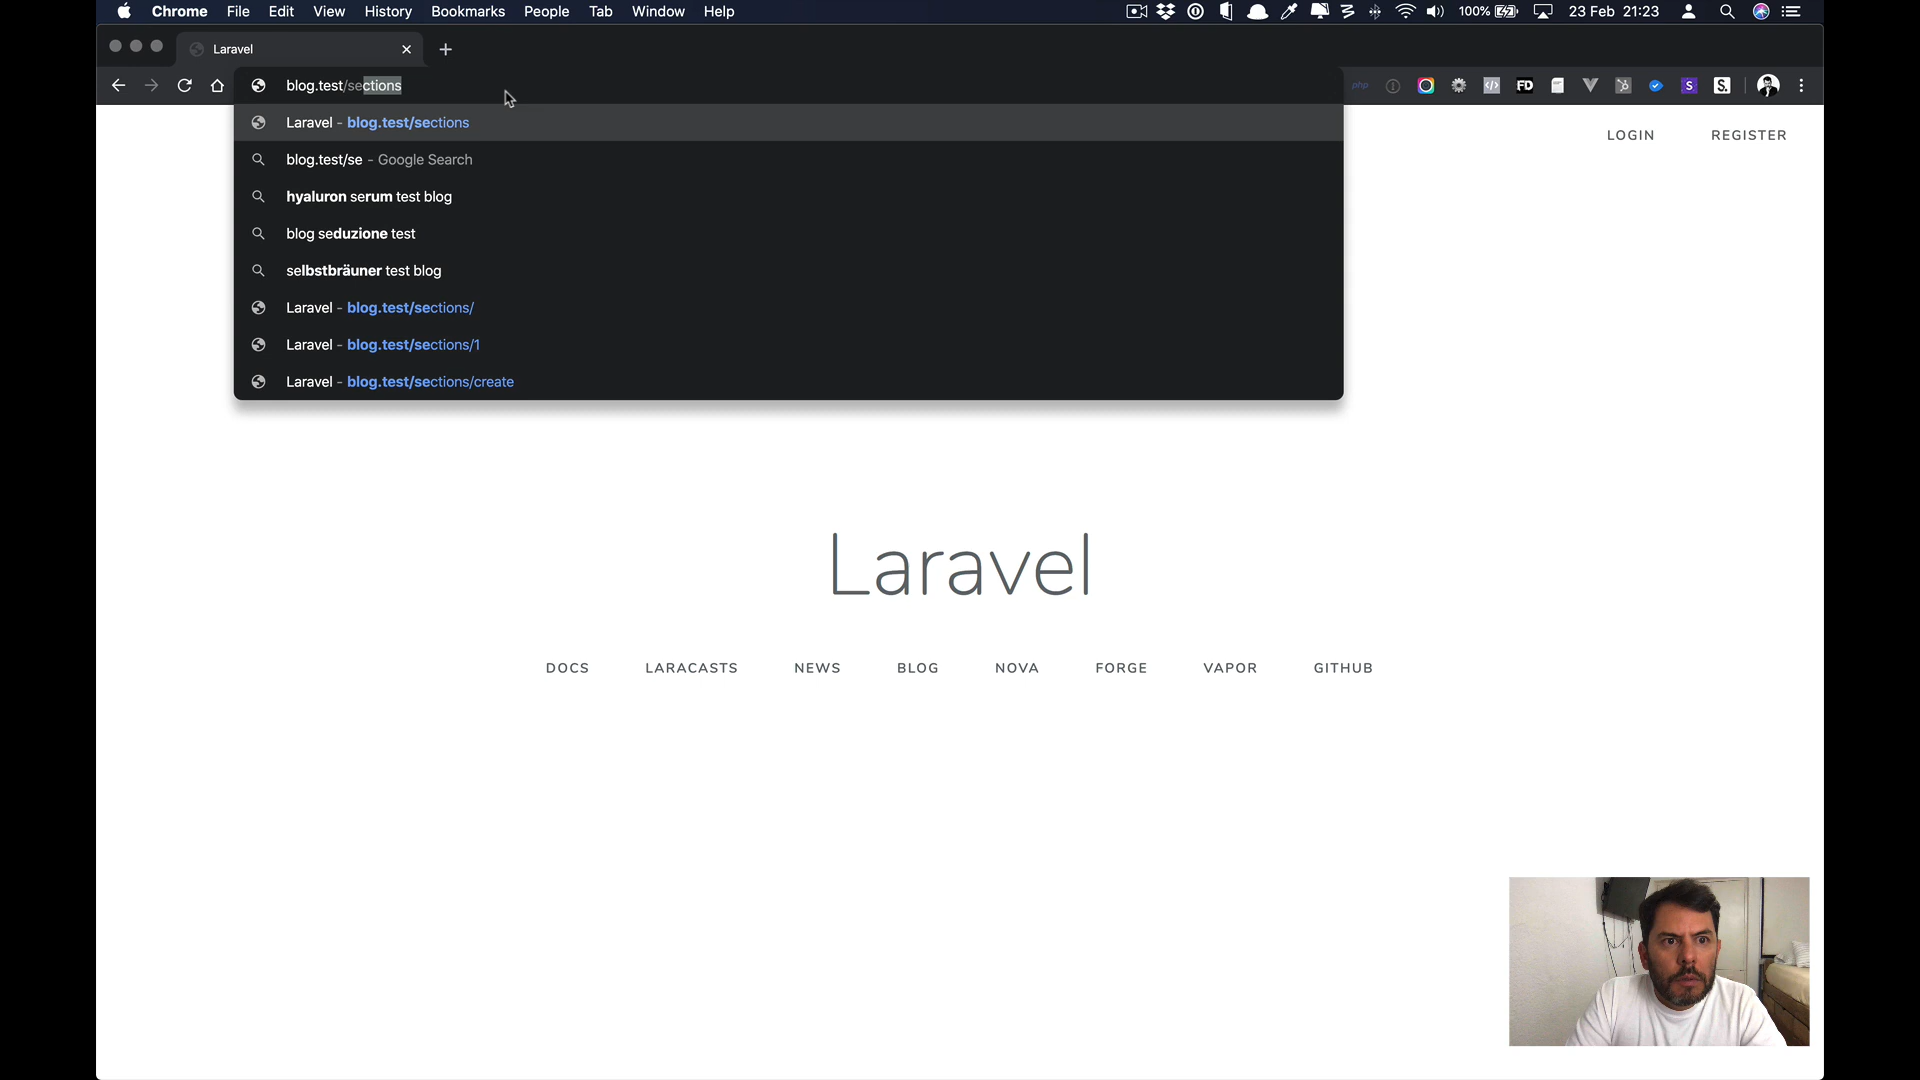 Chrome File Edit View History Bookmarks People Tab Window Help 100% 23 Feb 21:23
Laravel
blog.test/sections
php FD S S.
Laravel - blog.test/sections
LOGIN REGISTER
blog.test/se - Google Search
hyaluron serum test blog
blog seduzione test
selbstbräuner test blog
Laravel - blog.test/sections/
Laravel - blog.test/sections/1
Laravel - blog.test/sections/create
Laravel
DOCS LARACASTS NEWS BLOG NOVA FORGE VAPOR GITHUB